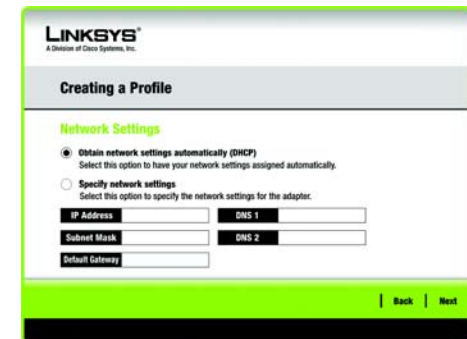 LINKSYS®
A Division of Cisco Systems, Inc.
Creating a Profile
Network Settings
Obtain network settings automatically (DHCP)
Select this option to have your network settings assigned automatically.
Specify network settings
Select this option to specify the network settings for the adapter.
IP Address DNS 1
Subnet Mask DNS 2
Default Gateway
Back Next